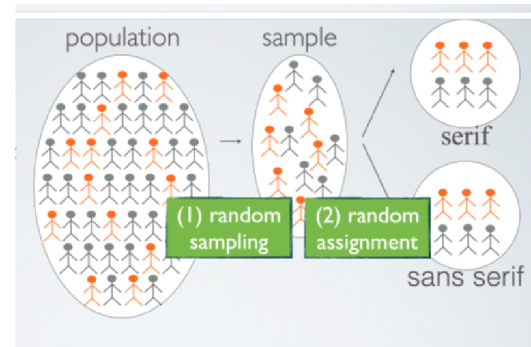 population
sample
serif
(1) random
sampling
(2) random
assignment
sans serif